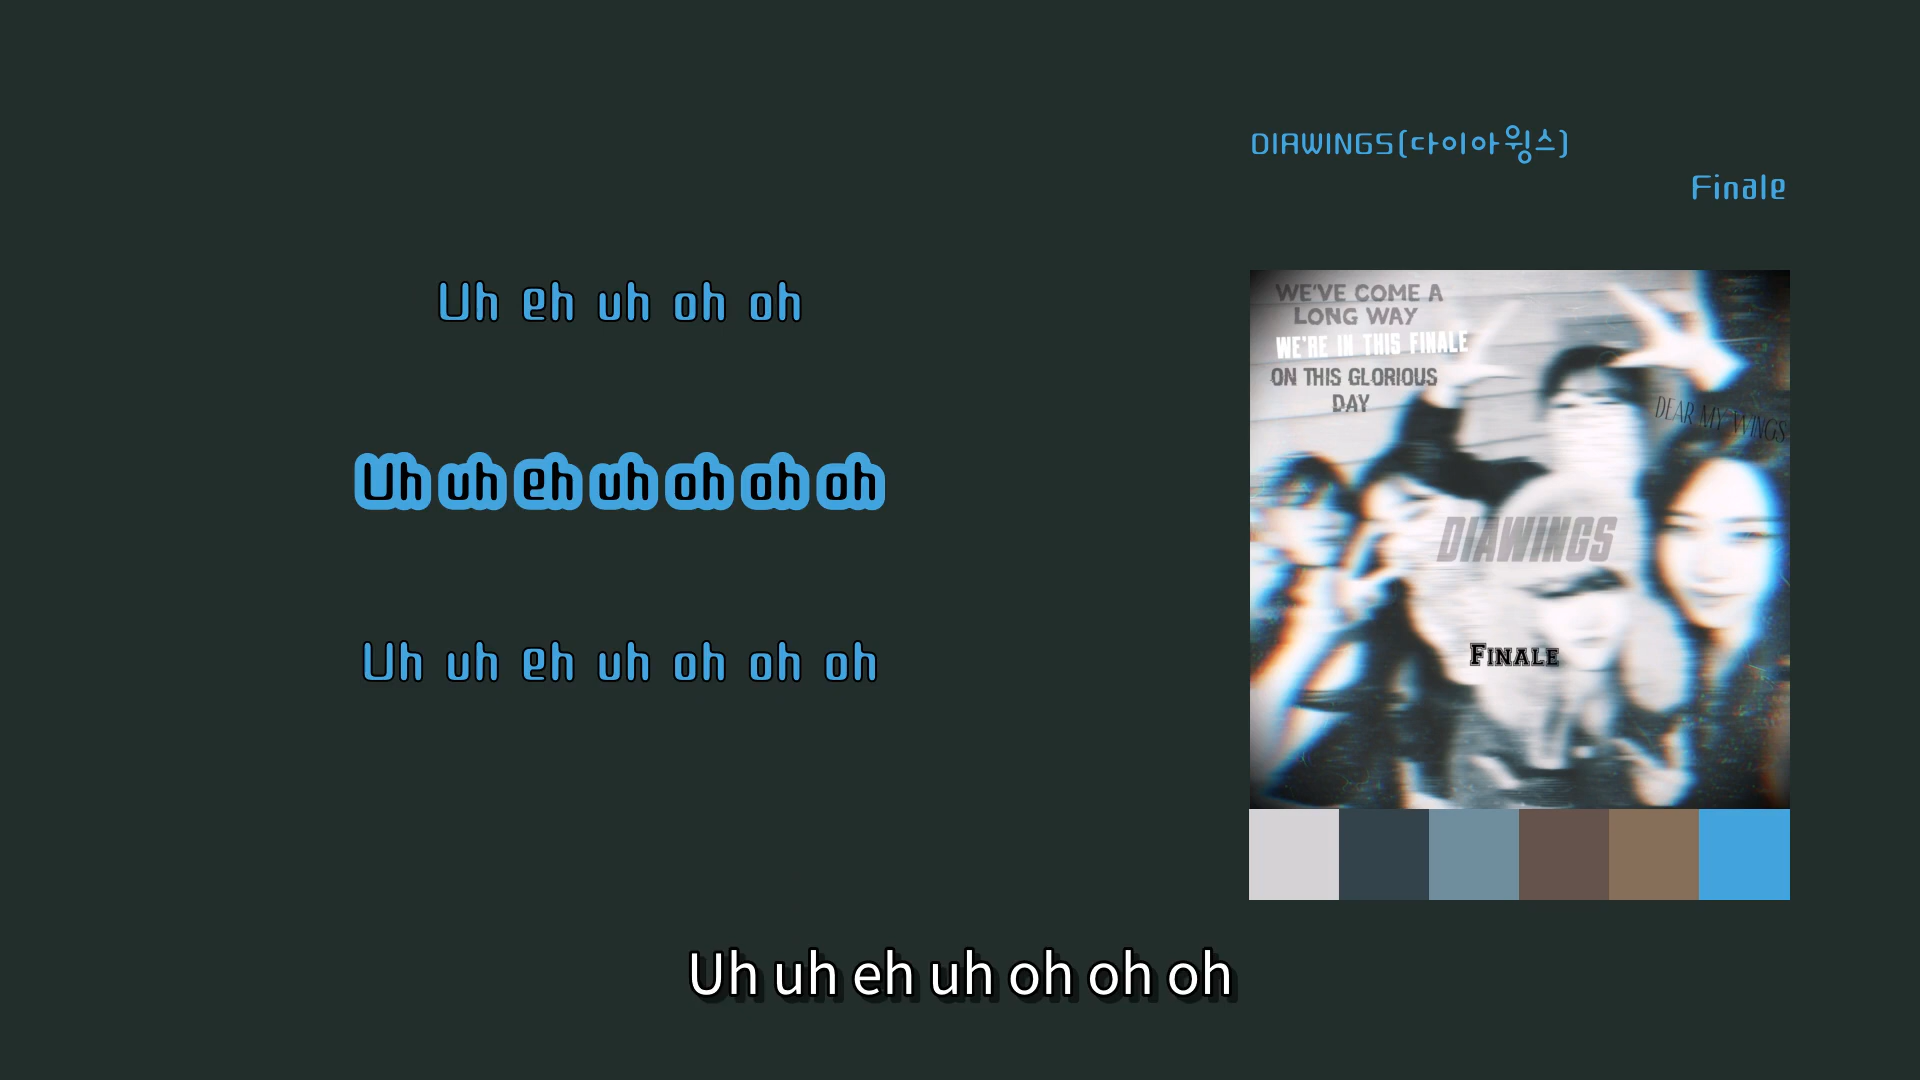 DIAWINGS(다이아윙스)
Finale
Uh eh uh oh oh
Uh uh eh uh oh oh oh
Uh uh eh uh oh oh oh
WE'VE COME A
LONG WAY
WE'RE IN THIS FINALE
ON THIS GLORIOUS
DAY
DEAR MY WINGS
DIAWINGS
FINALE
Uh uh eh uh oh oh oh